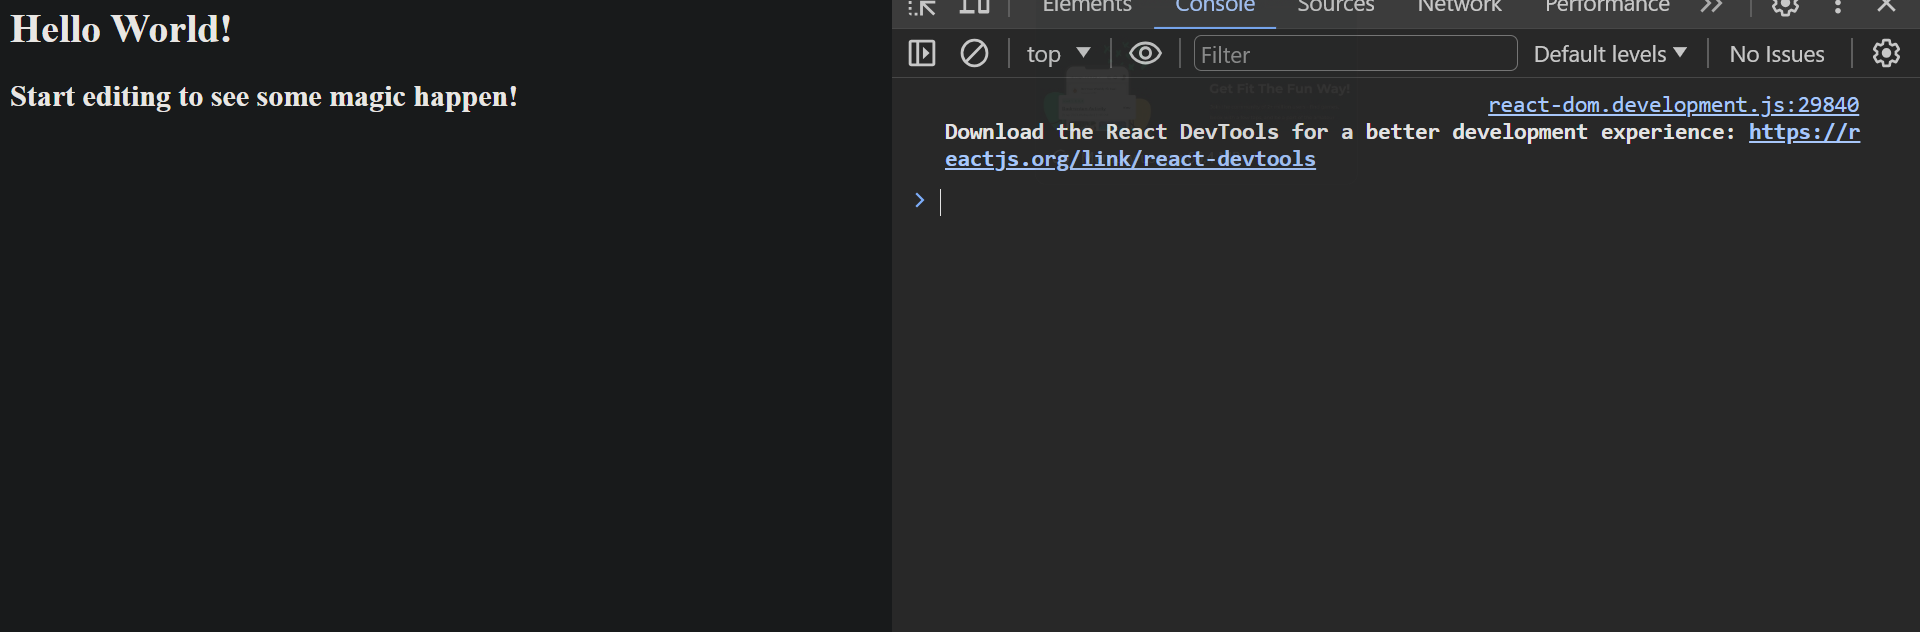 Hello World!
Start editing to see some magic happen!
Elements Console Sources Network Performance
top Filter Default levels No Issues
Get Fit The Fun Way!
react-dom.development.js:29840
Download the React DevTools for a better development experience: https://r
eactjs.org/link/react-devtools